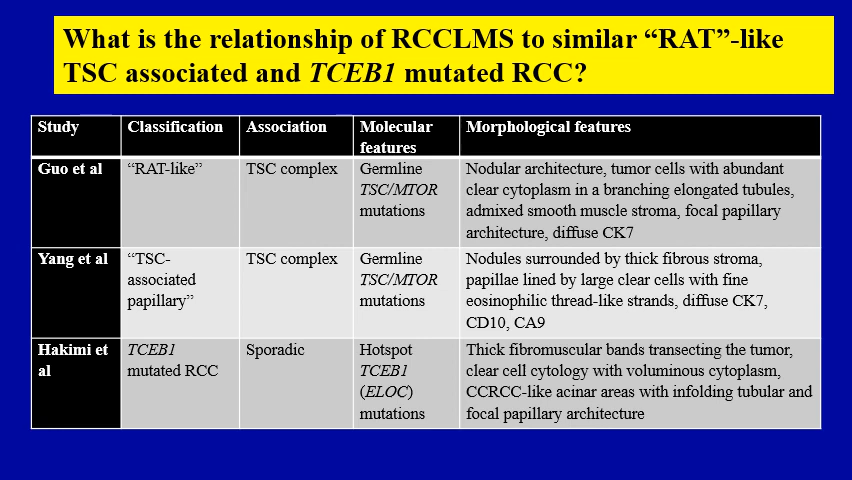 What is the relationship of RCCLMS to similar “RAT”-like
TSC associated and TCEB1 mutated RCC?
Study
Classification
Association
Molecular
features
Morphological features
Guo et al
“RAT-like”
TSC complex
Germline
TSC/MTOR
mutations
Nodular architecture, tumor cells with abundant
clear cytoplasm in a branching elongated tubules,
admixed smooth muscle stroma, focal papillary
architecture, diffuse CK7
Yang et al
“TSC-
associated
papillary”
TSC complex
Germline
TSC/MTOR
mutations
Nodules surrounded by thick fibrous stroma,
papillae lined by large clear cells with fine
eosinophilic thread-like strands, diffuse CK7,
CD10, CA9
Hakimi et
al
TCEB1
mutated RCC
Sporadic
Hotspot
TCEB1
(ELOC)
mutations
Thick fibromuscular bands transecting the tumor,
clear cell cytology with voluminous cytoplasm,
CCRCC-like acinar areas with infolding tubular and
focal papillary architecture